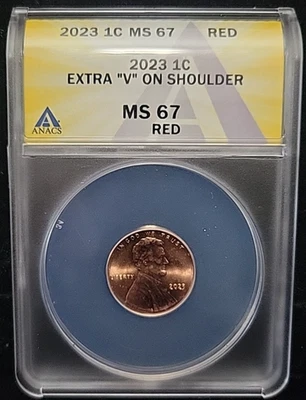 2023 1C MS 67 RED
2023 1C
EXTRA "V" ON SHOULDER
MS 67
RED
ANACS
IN GOD WE TRUST
LIBERTY
2023